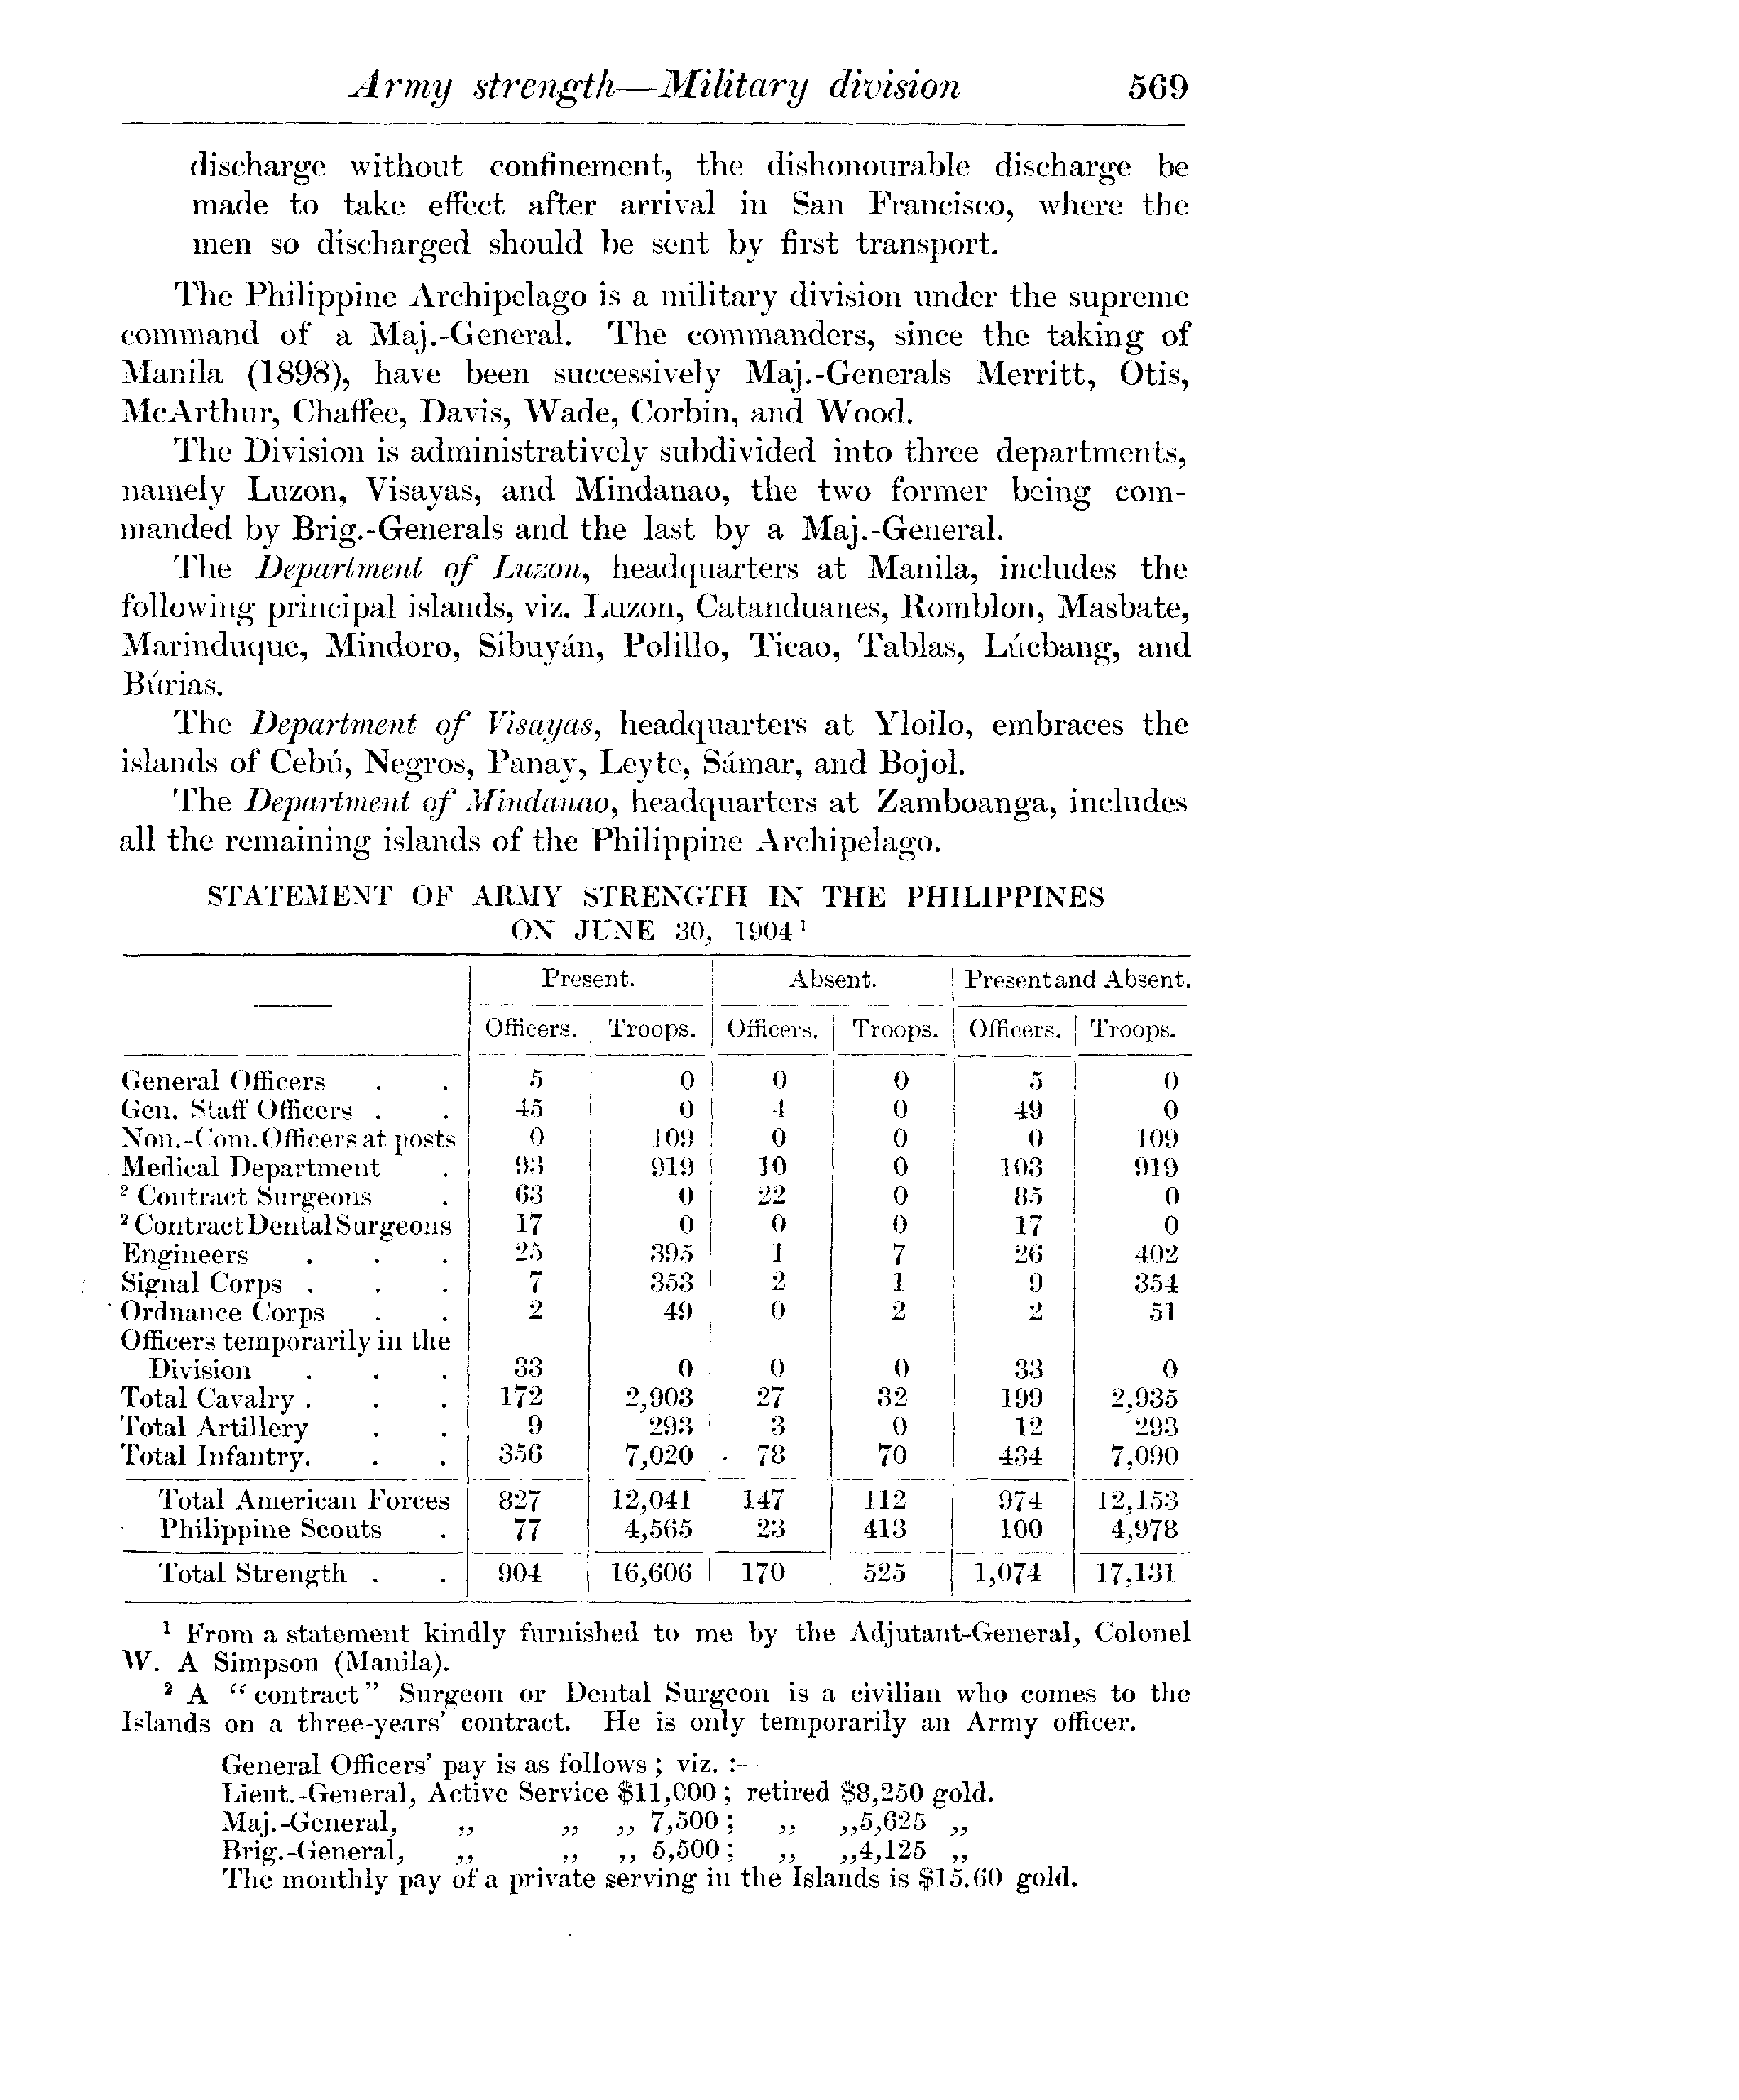 Army strength—Military division 569
discharge without confinement, the dishonourable discharge be
made to take effect after arrival in San Francisco, where the
men so discharged should be sent by first transport.
The Philippine Archipelago is a military division under the supreme
command of a Maj.-General. The commanders, since the taking of
Manila (1898), have been successively Maj.-Generals Merritt, Otis,
McArthur, Chaffee, Davis, Wade, Corbin, and Wood.
The Division is administratively subdivided into three departments,
namely Luzon, Visayas, and Mindanao, the two former being com-
manded by Brig.-Generals and the last by a Maj.-General.
The Department of Luzon, headquarters at Manila, includes the
following principal islands, viz. Luzon, Catanduanes, Romblon, Masbate,
Marinduque, Mindoro, Sibuyán, Polillo, Ticao, Tablas, Lúcbang, and
Búrias.
The Department of Visayas, headquarters at Yloilo, embraces the
islands of Cebú, Negros, Panay, Leyte, Sámar, and Bojol.
The Department of Mindanao, headquarters at Zamboanga, includes
all the remaining islands of the Philippine Archipelago.
STATEMENT OF ARMY STRENGTH IN THE PHILIPPINES
ON JUNE 30, 1904 ¹
Present. Absent. Present and Absent.
Officers. Troops. Officers. Troops. Officers. Troops.
General Officers . . 5 0 0 0 5 0
Gen. Staff Officers . . 45 0 4 0 49 0
Non.-Com. Officers at posts 0 109 0 0 0 109
Medical Department . 93 919 10 0 103 919
² Contract Surgeons . 63 0 22 0 85 0
² Contract Dental Surgeons 17 0 0 0 17 0
Engineers . . . 25 395 1 7 26 402
Signal Corps . . . 7 353 2 1 9 354
Ordnance Corps . . 2 49 0 2 2 51
Officers temporarily in the
Division . . . 33 0 0 0 33 0
Total Cavalry . . . 172 2,903 27 32 199 2,935
Total Artillery . . 9 293 3 0 12 293
Total Infantry. . . 356 7,020 78 70 434 7,090
Total American Forces 827 12,041 147 112 974 12,153
Philippine Scouts . 77 4,565 23 413 100 4,978
Total Strength . . 904 16,606 170 525 1,074 17,131
¹ From a statement kindly furnished to me by the Adjutant-General, Colonel
W. A Simpson (Manila).
² A “contract” Surgeon or Dental Surgeon is a civilian who comes to the
Islands on a three-years' contract. He is only temporarily an Army officer.
General Officers' pay is as follows; viz. :—
Lieut.-General, Active Service $11,000; retired $8,250 gold.
Maj.-General, ,, ,, ,, 7,500; ,, ,,5,625 ,,
Brig.-General, ,, ,, ,, 5,500; ,, ,,4,125 ,,
The monthly pay of a private serving in the Islands is $15.60 gold.